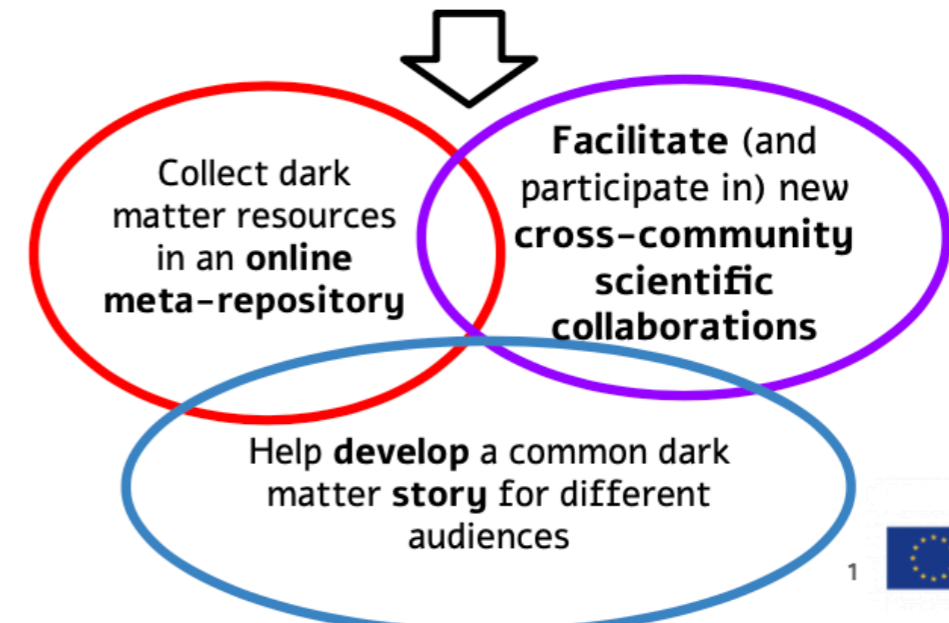 Collect dark
matter resources
in an online
meta-repository
Facilitate (and
participate in) new
cross-community
scientific
collaborations
Help develop a common dark
matter story for different
audiences
1